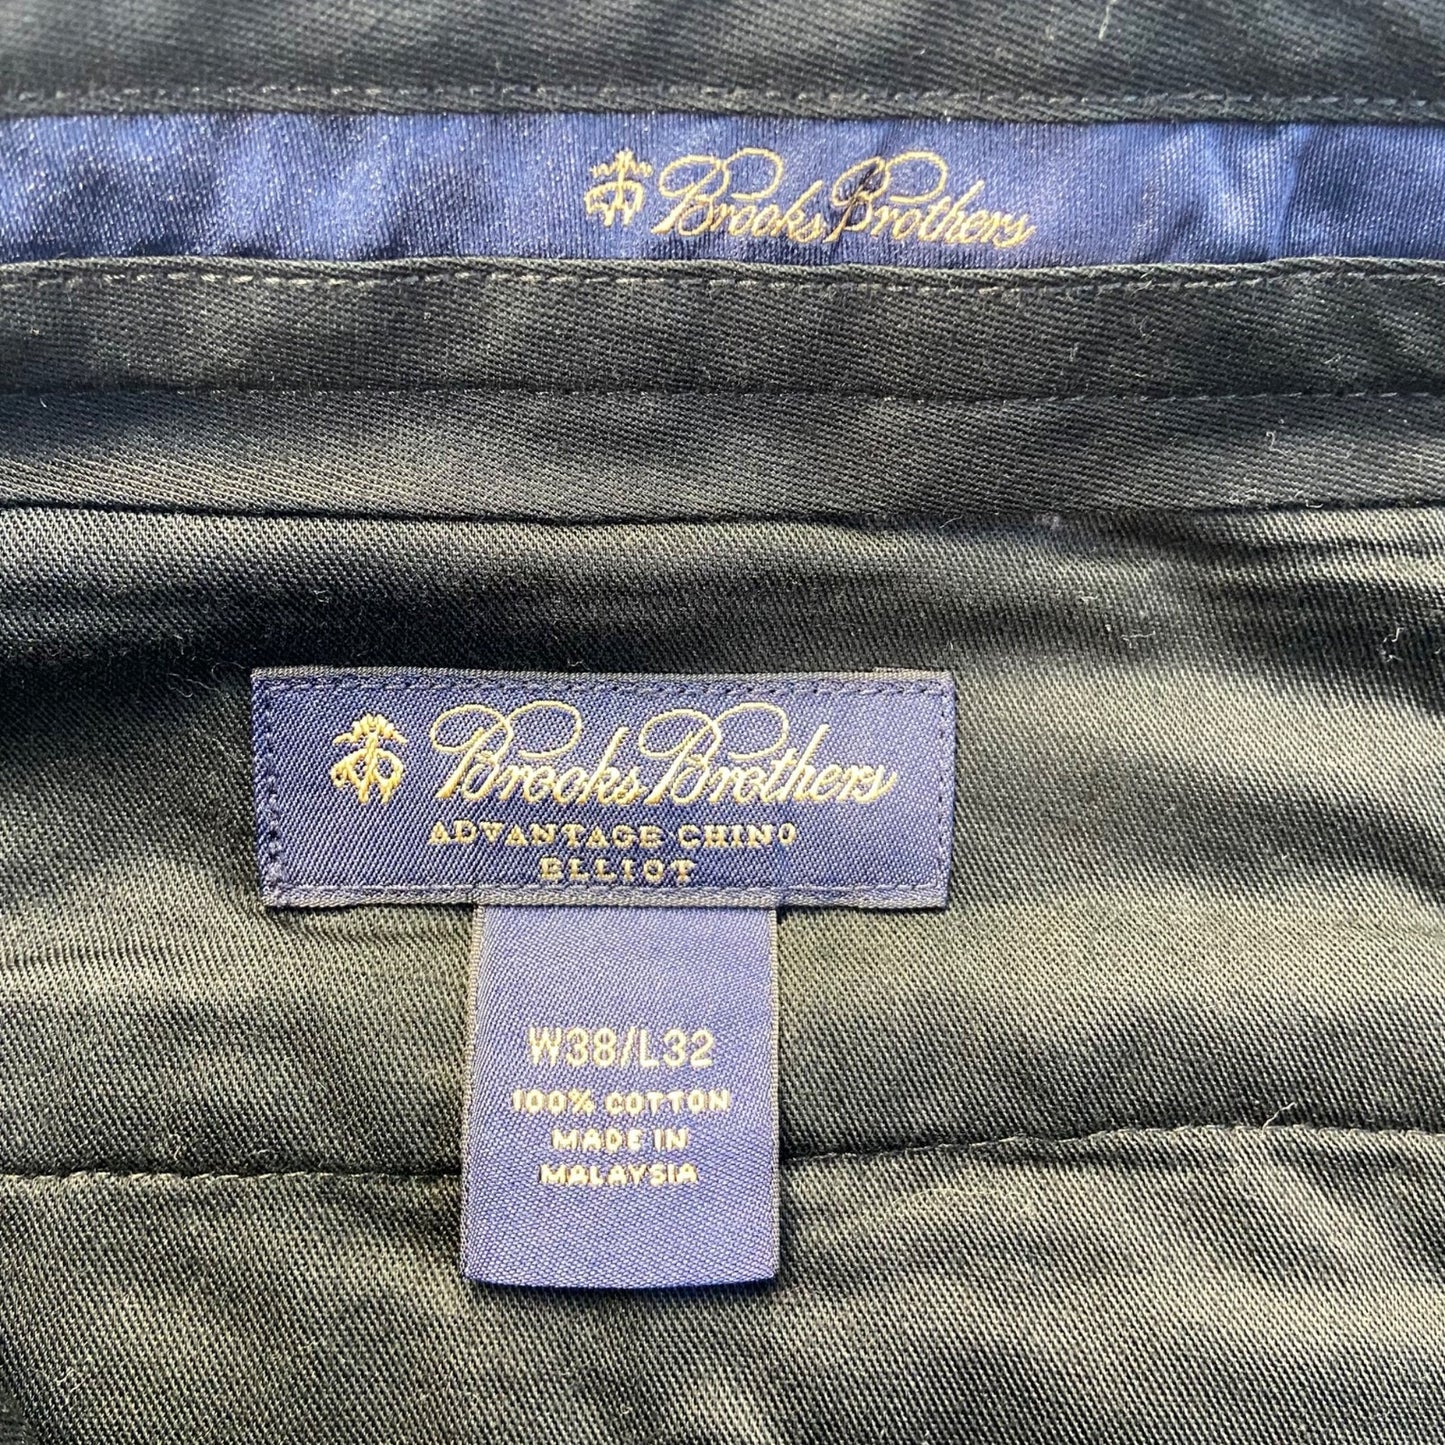 Brooks Brothers
Brooks Brothers
ADVANTAGE CHINO
ELLIOT
W38/L32
100% COTTON
MADE IN
MALAYSIA